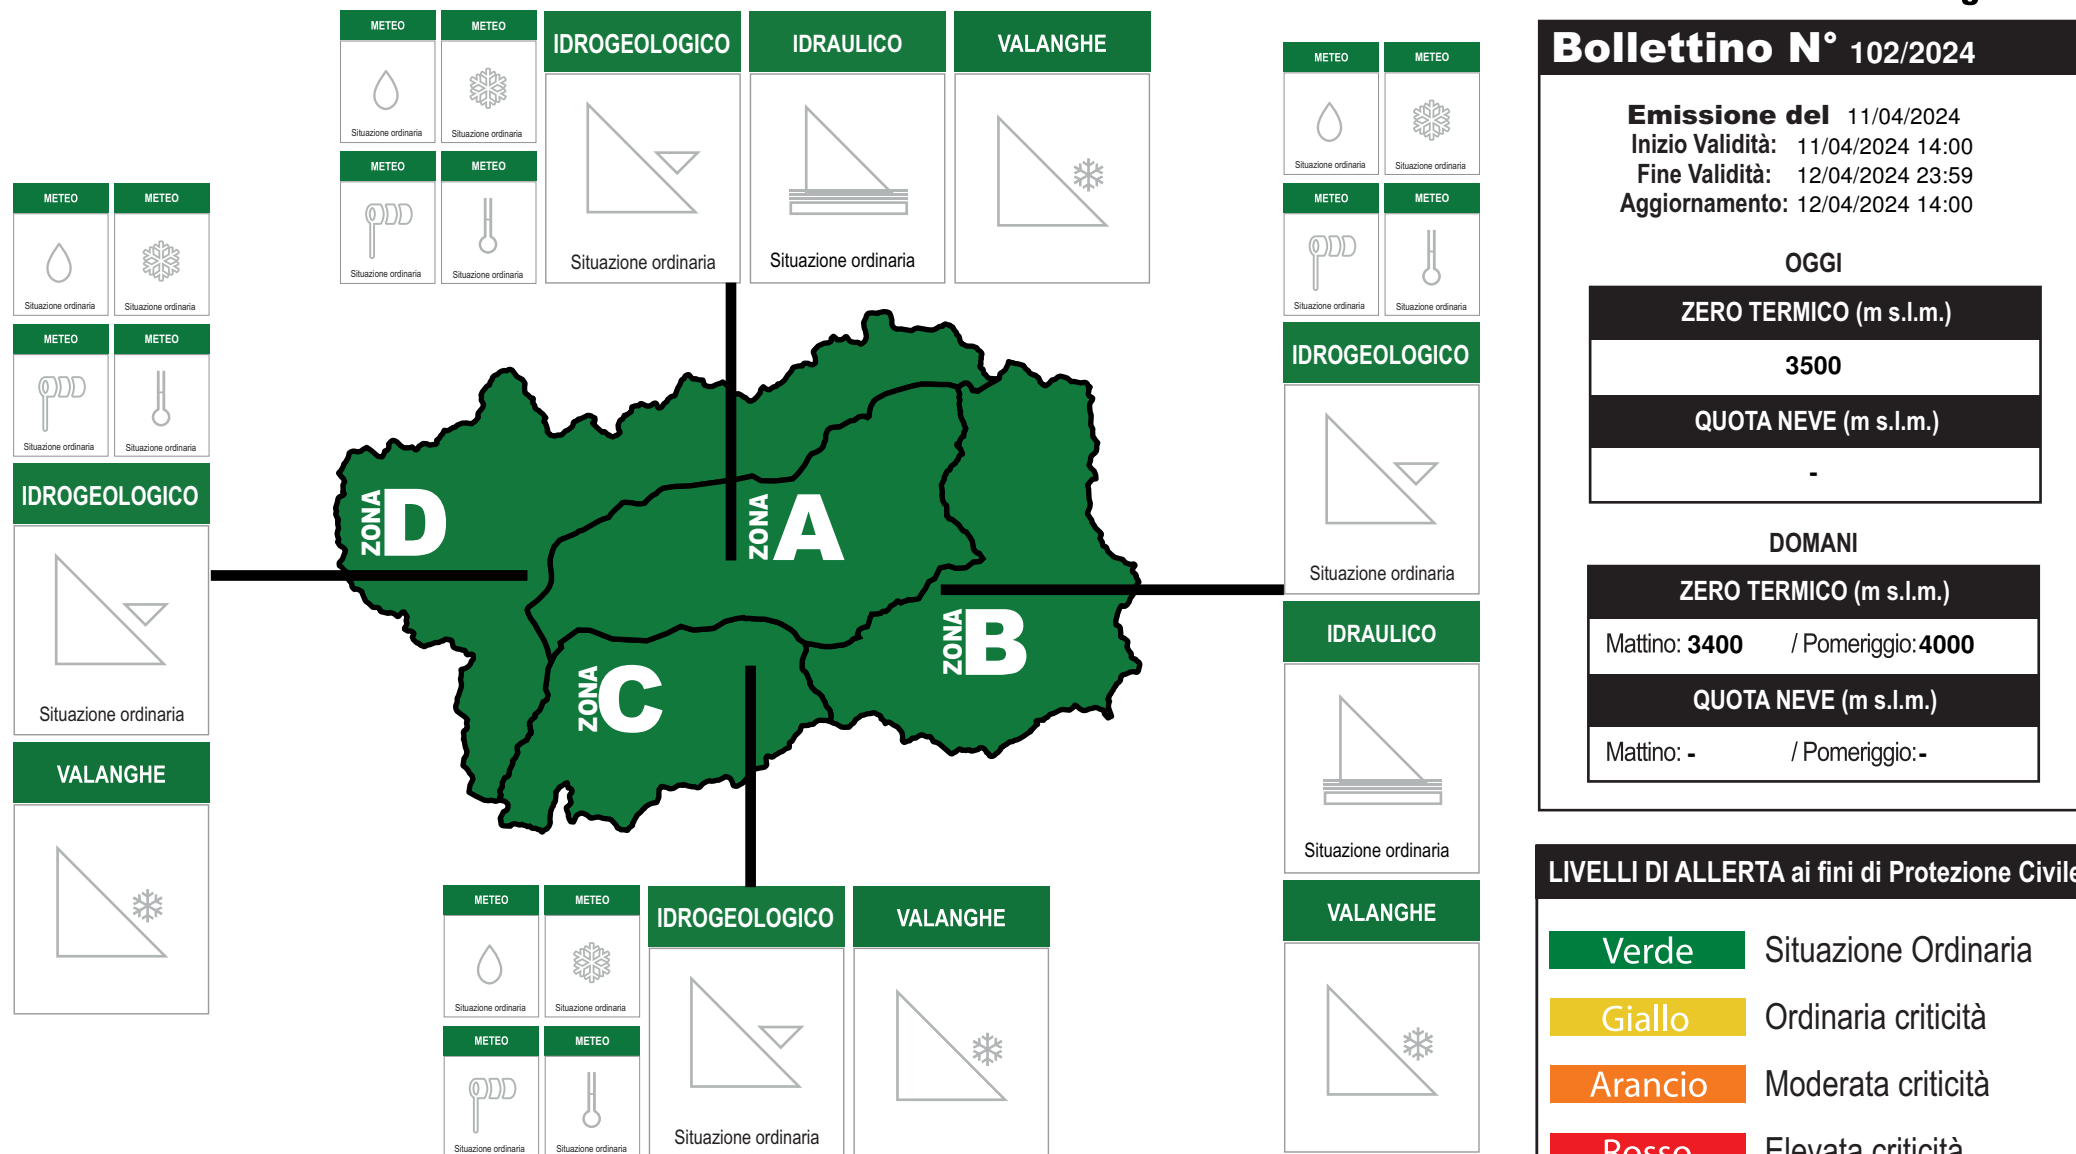 METEO
METEO
Situazione ordinaria
Situazione ordinaria
METEO
METEO
Situazione ordinaria
Situazione ordinaria
IDROGEOLOGICO
Situazione ordinaria
IDRAULICO
Situazione ordinaria
VALANGHE
METEO
METEO
Situazione ordinaria
Situazione ordinaria
METEO
METEO
Situazione ordinaria
Situazione ordinaria
IDROGEOLOGICO
Situazione ordinaria
VALANGHE
ZONA D
ZONA A
ZONA B
ZONA C
METEO
METEO
Situazione ordinaria
Situazione ordinaria
METEO
METEO
Situazione ordinaria
Situazione ordinaria
IDROGEOLOGICO
Situazione ordinaria
IDRAULICO
Situazione ordinaria
VALANGHE
METEO
METEO
Situazione ordinaria
Situazione ordinaria
METEO
METEO
Situazione ordinaria
Situazione ordinaria
IDROGEOLOGICO
Situazione ordinaria
VALANGHE
Bollettino N° 102/2024
Emissione del 11/04/2024
Inizio Validità: 11/04/2024 14:00
Fine Validità: 12/04/2024 23:59
Aggiornamento: 12/04/2024 14:00
OGGI
ZERO TERMICO (m s.l.m.)
3500
QUOTA NEVE (m s.l.m.)
-
DOMANI
ZERO TERMICO (m s.l.m.)
Mattino: 3400 / Pomeriggio: 4000
QUOTA NEVE (m s.l.m.)
Mattino: - / Pomeriggio: -
LIVELLI DI ALLERTA ai fini di Protezione Civile
Verde Situazione Ordinaria
Giallo Ordinaria criticità
Arancio Moderata criticità
Rosso Elevata criticità